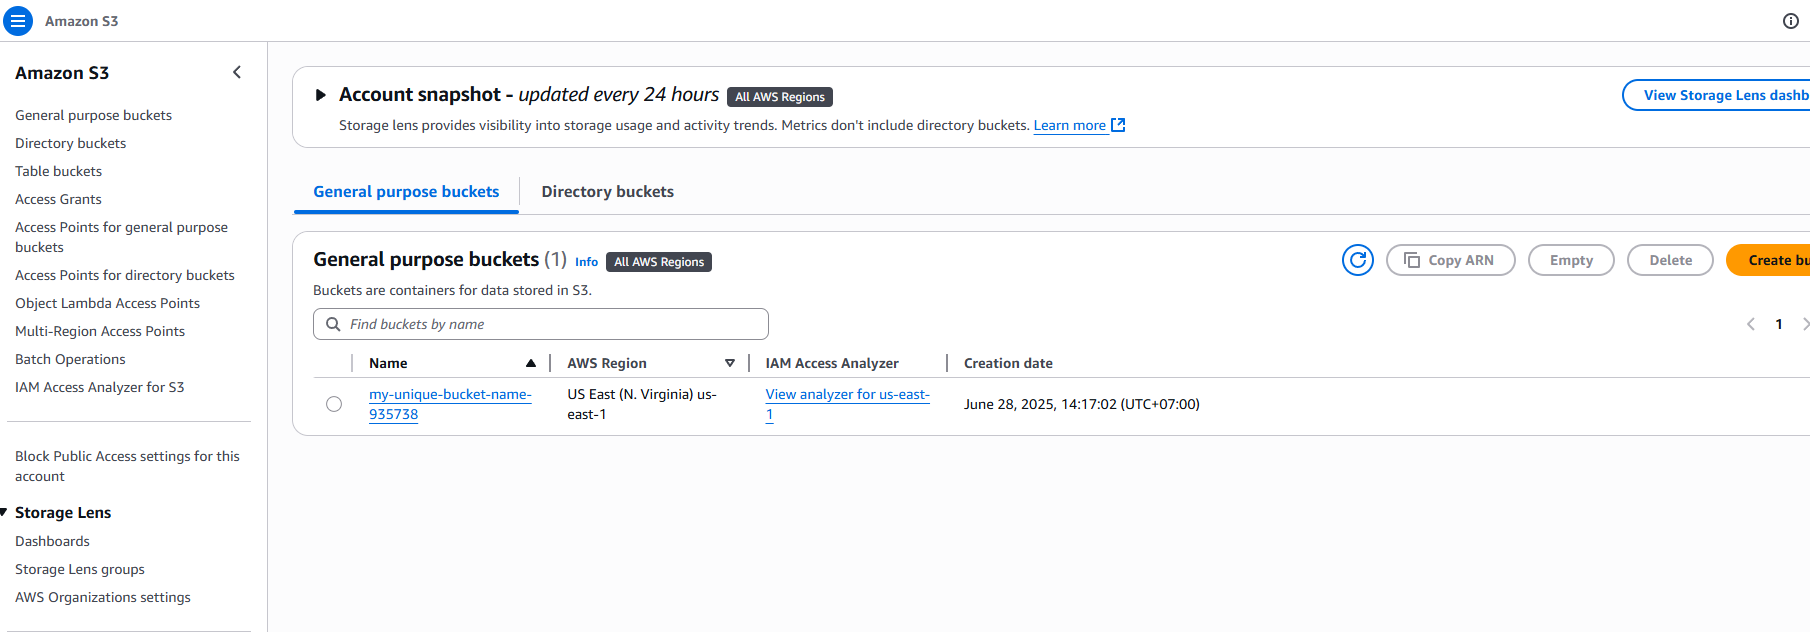 Amazon S3
Amazon S3
General purpose buckets
Directory buckets
Table buckets
Access Grants
Access Points for general purpose
buckets
Access Points for directory buckets
Object Lambda Access Points
Multi-Region Access Points
Batch Operations
IAM Access Analyzer for S3
Block Public Access settings for this
account
Storage Lens
Dashboards
Storage Lens groups
AWS Organizations settings
Account snapshot - updated every 24 hours All AWS Regions
View Storage Lens dashb
Storage lens provides visibility into storage usage and activity trends. Metrics don't include directory buckets. Learn more
General purpose buckets Directory buckets
General purpose buckets (1) Info All AWS Regions
Copy ARN Empty Delete Create bu
Buckets are containers for data stored in S3.
Find buckets by name
1
Name AWS Region IAM Access Analyzer Creation date
my-unique-bucket-name-
935738
US East (N. Virginia) us-
east-1
View analyzer for us-east-
1
June 28, 2025, 14:17:02 (UTC+07:00)